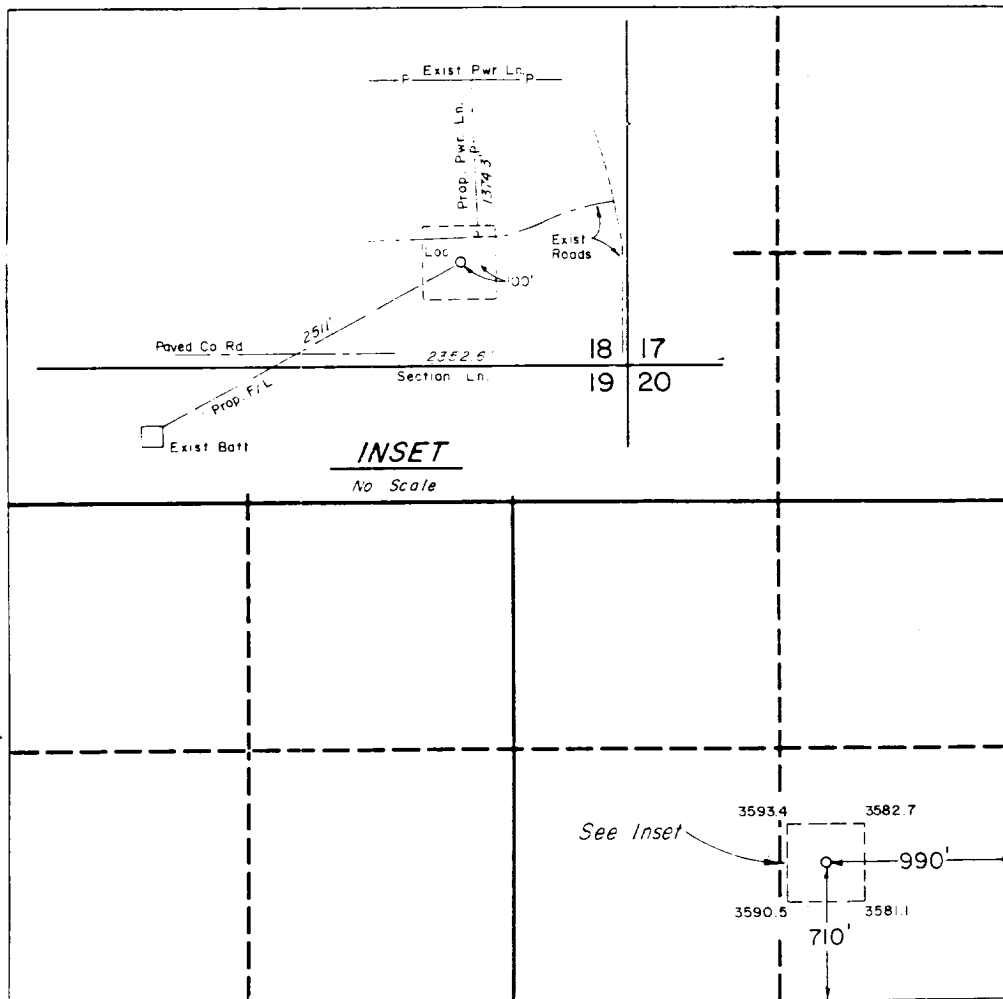 Exist Pwr Ln.
P P
Prop. Pwr. Ln.
P
1374.3'
Loc
Exist
Roads
100'
2511'
Paved Co Rd
2352.6'
18 17
Section Ln.
19 20
Prop. F/L
Exist Batt
INSET
No Scale
3593.4 3582.7
See Inset
990'
3590.5 3581.1
710'